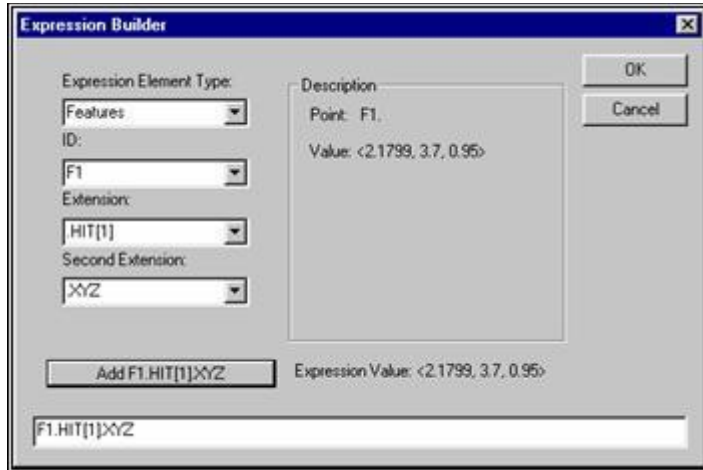 Expression Builder
Expression Element Type:
Features
ID:
F1
Extension:
.HIT[1]
Second Extension:
.XYZ
Description
Point: F1.
Value: <2.1799, 3.7, 0.95>
OK
Cancel
Add F1.HIT[1].XYZ
Expression Value: <2.1799, 3.7, 0.95>
F1.HIT[1].XYZ